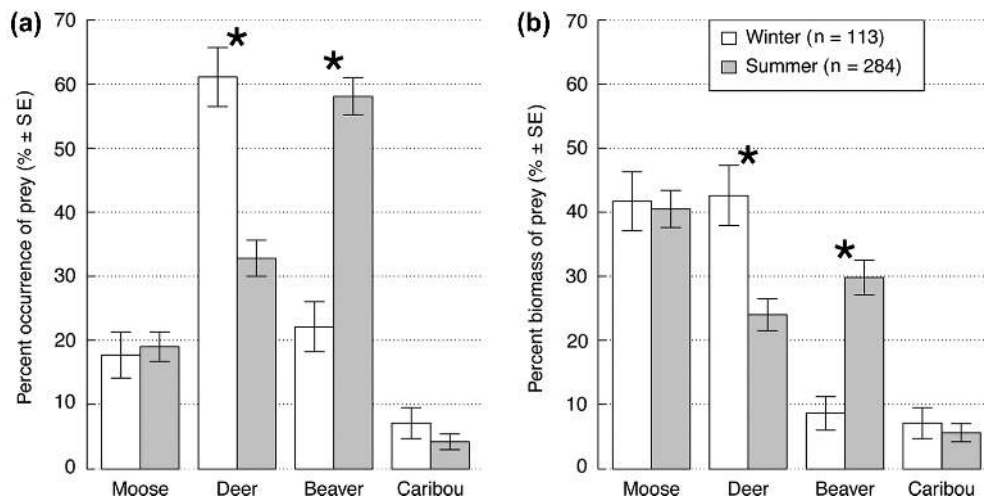 (a)
Percent occurrence of prey (% ± SE)
70
60
50
40
30
20
10
0
*
*
Moose Deer Beaver Caribou
(b)
Percent biomass of prey (% ± SE)
70
60
50
40
30
20
10
0
Winter (n = 113)
Summer (n = 284)
*
*
Moose Deer Beaver Caribou